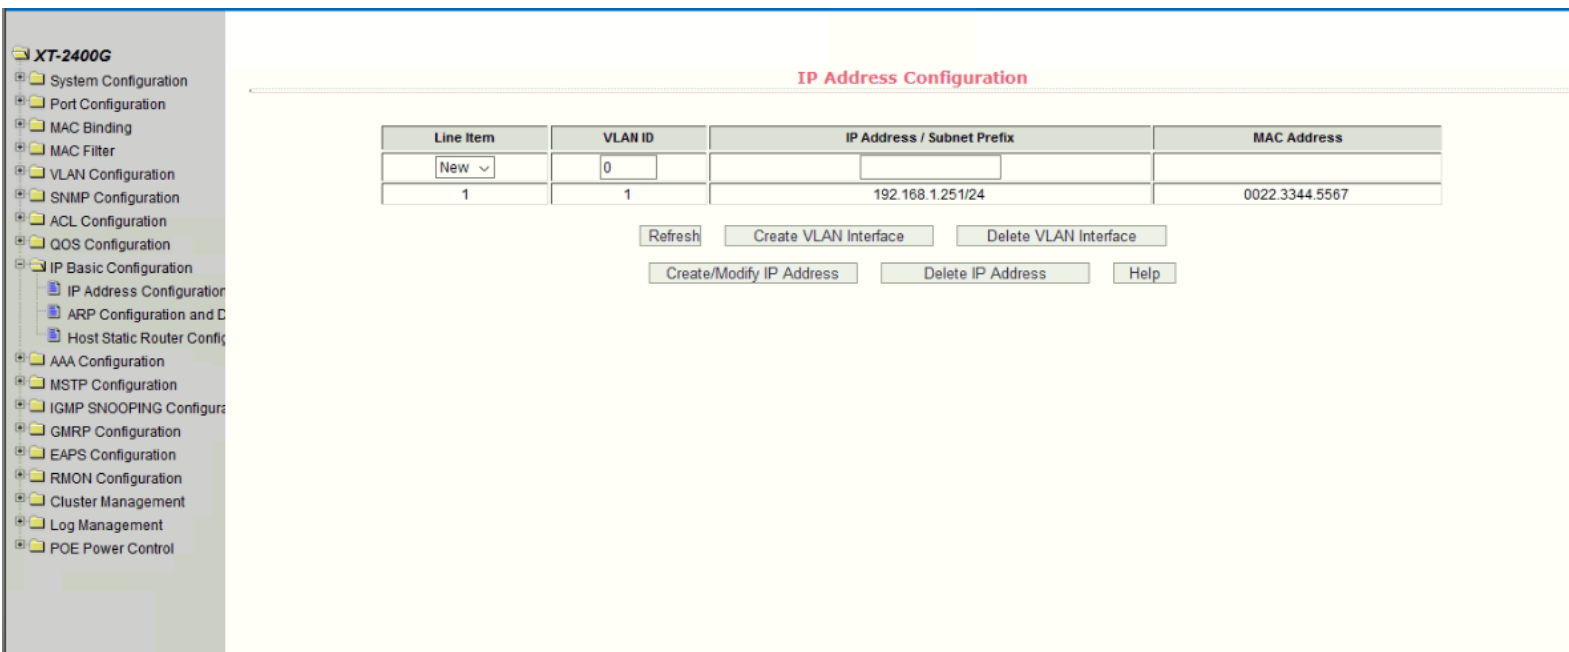 XT-2400G
System Configuration
Port Configuration
MAC Binding
MAC Filter
VLAN Configuration
SNMP Configuration
ACL Configuration
QOS Configuration
IP Basic Configuration
IP Address Configuration
ARP Configuration and D
Host Static Router Config
AAA Configuration
MSTP Configuration
IGMP SNOOPING Configura
GMRP Configuration
EAPS Configuration
RMON Configuration
Cluster Management
Log Management
POE Power Control
IP Address Configuration
Line Item VLAN ID IP Address / Subnet Prefix MAC Address
New 0
1 1 192.168.1.251/24 0022.3344.5567
Refresh Create VLAN Interface Delete VLAN Interface
Create/Modify IP Address Delete IP Address Help